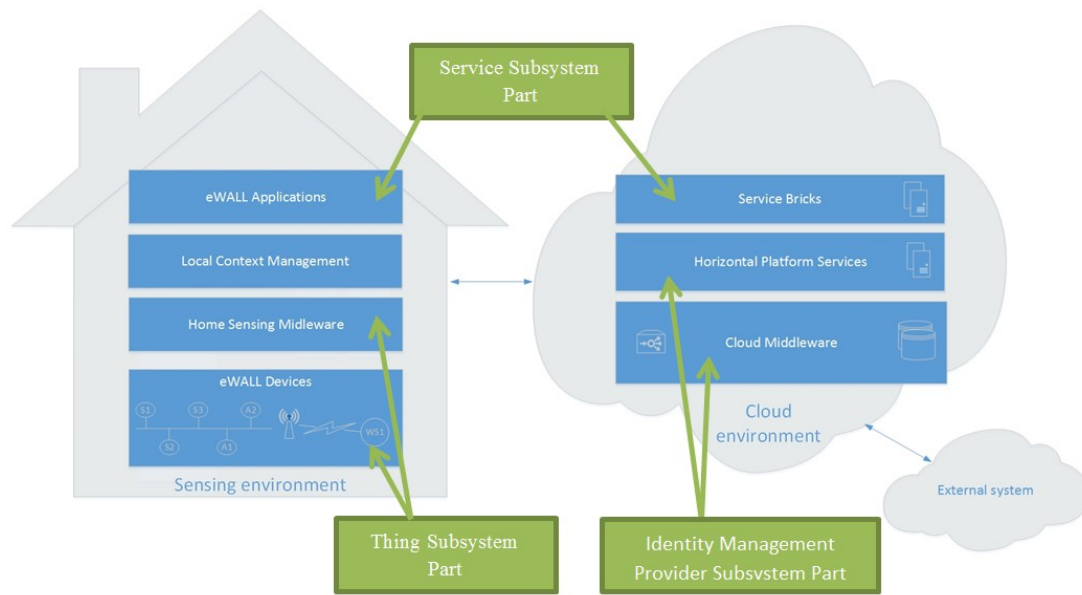 Service Subsystem
Part
eWALL Applications
Local Context Management
Home Sensing Midleware
eWALL Devices
S1
S3
A2
S2
A1
WS1
Sensing environment
Service Bricks
Horizontal Platform Services
Cloud Middleware
Cloud
environment
External system
Thing Subsystem
Part
Identity Management
Provider Subsystem Part